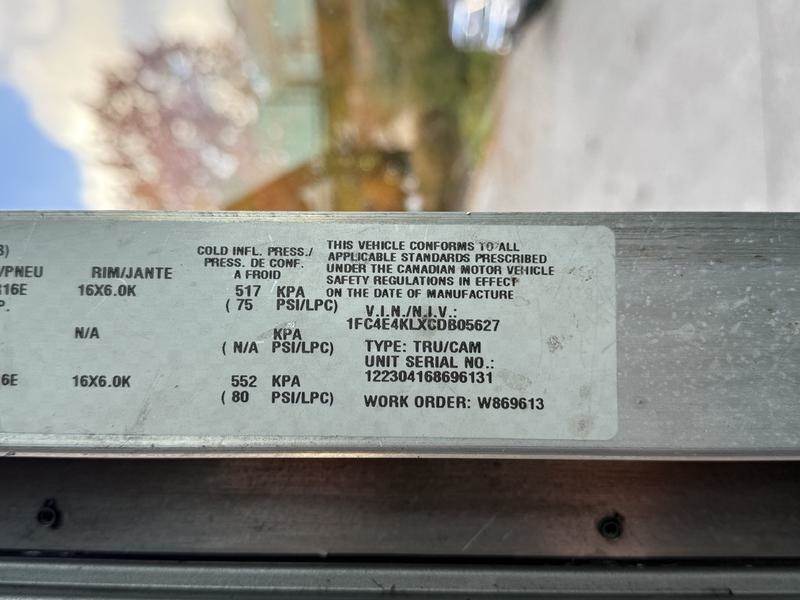 3)
/PNEU RIM/JANTE COLD INFL. PRESS./
PRESS. DE CONF.
A FROID
16E 16X6.0K 517 KPA
P. ( 75 PSI/LPC)
N/A KPA
( N/A PSI/LPC)
6E 16X6.0K 552 KPA
( 80 PSI/LPC)
THIS VEHICLE CONFORMS TO ALL
APPLICABLE STANDARDS PRESCRIBED
UNDER THE CANADIAN MOTOR VEHICLE
SAFETY REGULATIONS IN EFFECT
ON THE DATE OF MANUFACTURE
V.I.N./N.I.V.:
1FC4E4KLXCDB05627
TYPE: TRU/CAM
UNIT SERIAL NO.:
122304168696131
WORK ORDER: W869613